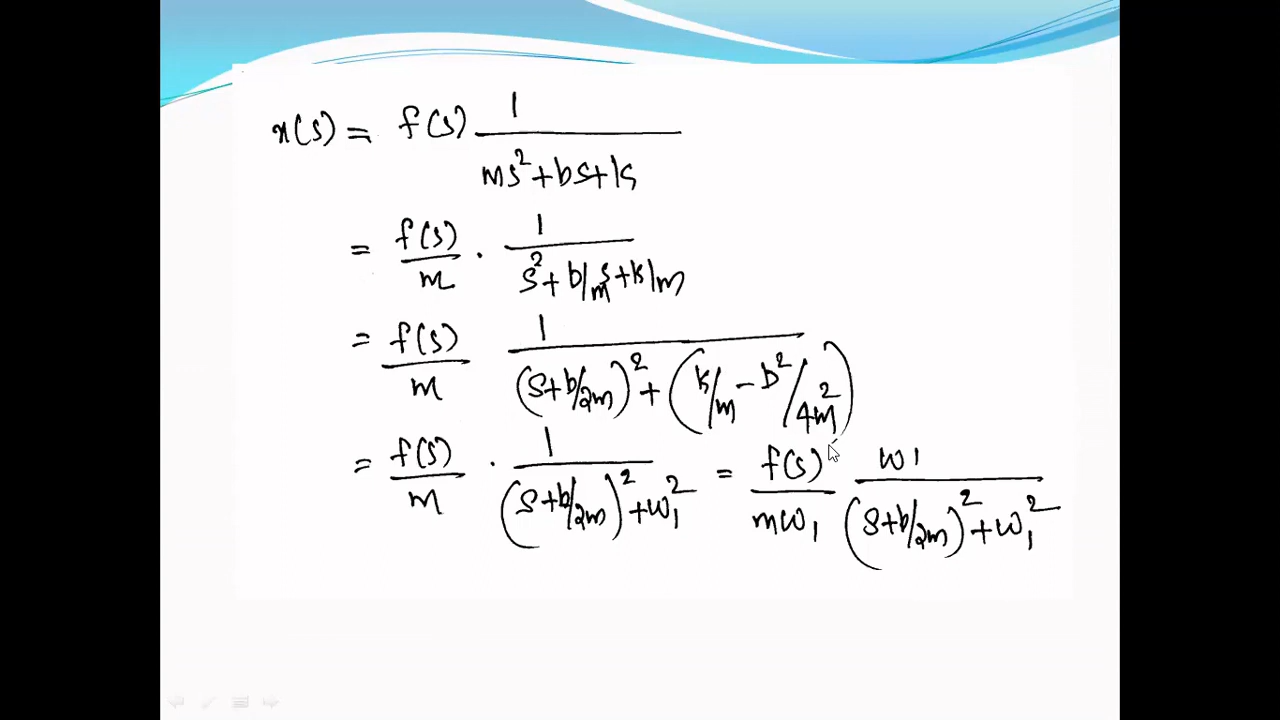 x(s) = f(s) 1/(ms²+bs+k)
= f(s)/m · 1/(s²+b/m s+k/m)
= f(s)/m 1/((s+b/2m)²+(k/m−b²/4m²))
= f(s)/m · 1/((s+b/2m)²+ω₁²) = f(s)/(mω₁) ω1/((s+b/2m)²+ω₁²)